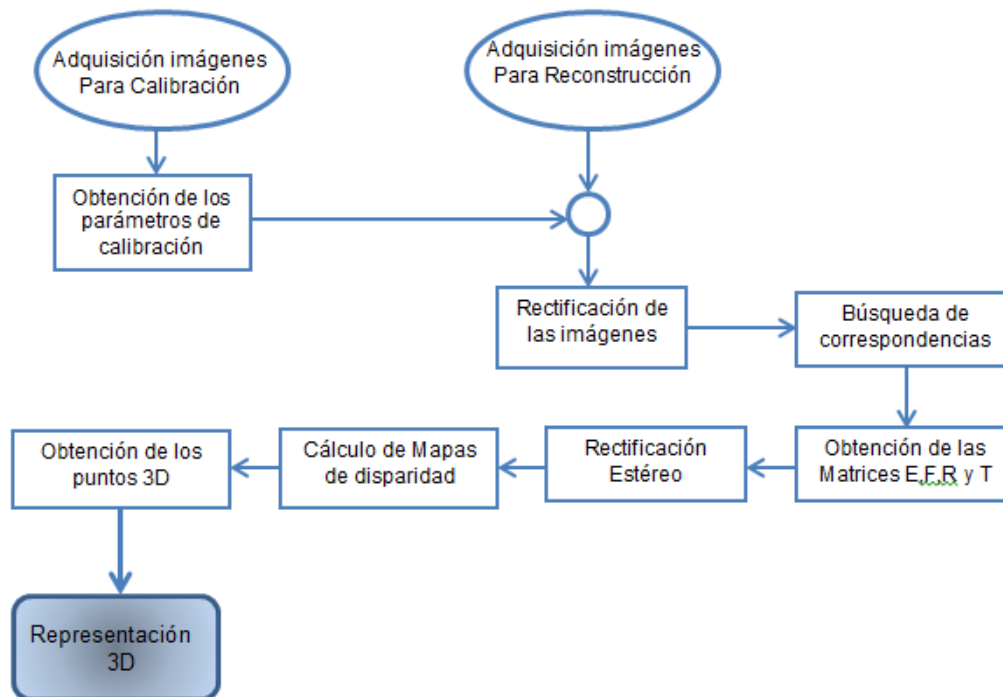 Adquisición imágenes
Para Calibración
Adquisición imágenes
Para Reconstrucción
Obtención de los
parámetros de
calibración
Rectificación de
las imágenes
Búsqueda de
correspondencias
Obtención de las
Matrices E,F,R y T
Rectificación
Estéreo
Cálculo de Mapas
de disparidad
Obtención de los
puntos 3D
Representación
3D